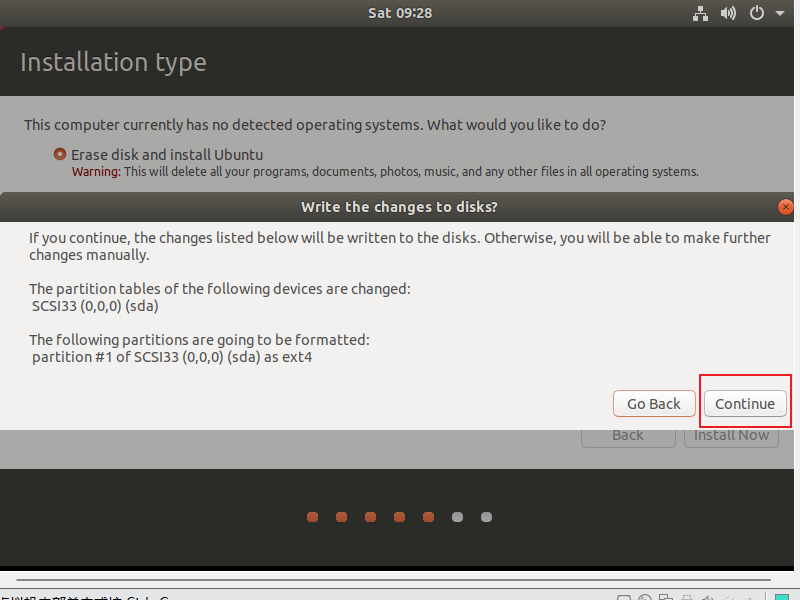 Sat 09:28
Installation type
This computer currently has no detected operating systems. What would you like to do?
Erase disk and install Ubuntu
Warning: This will delete all your programs, documents, photos, music, and any other files in all operating systems.
Write the changes to disks?
If you continue, the changes listed below will be written to the disks. Otherwise, you will be able to make further
changes manually.
The partition tables of the following devices are changed:
SCSI33 (0,0,0) (sda)
The following partitions are going to be formatted:
partition #1 of SCSI33 (0,0,0) (sda) as ext4
Go Back
Continue
Back
Install Now